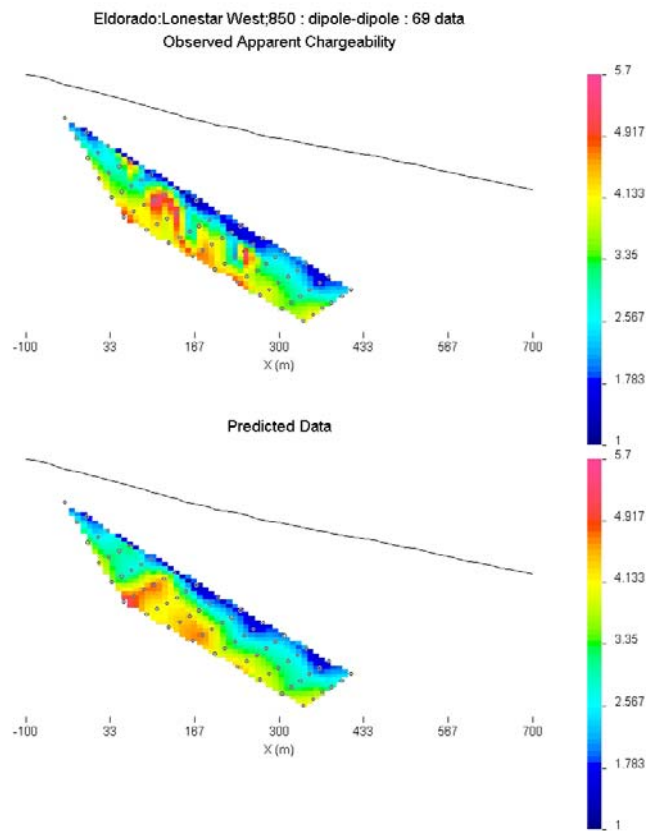 Eldorado:Lonestar West;850 : dipole-dipole : 69 data
Observed Apparent Chargeability
5.7
4.917
4.133
3.35
2.567
1.783
1
-100 33 167 300 433 567 700
X (m)
Predicted Data
5.7
4.917
4.133
3.35
2.567
1.783
1
-100 33 167 300 433 567 700
X (m)